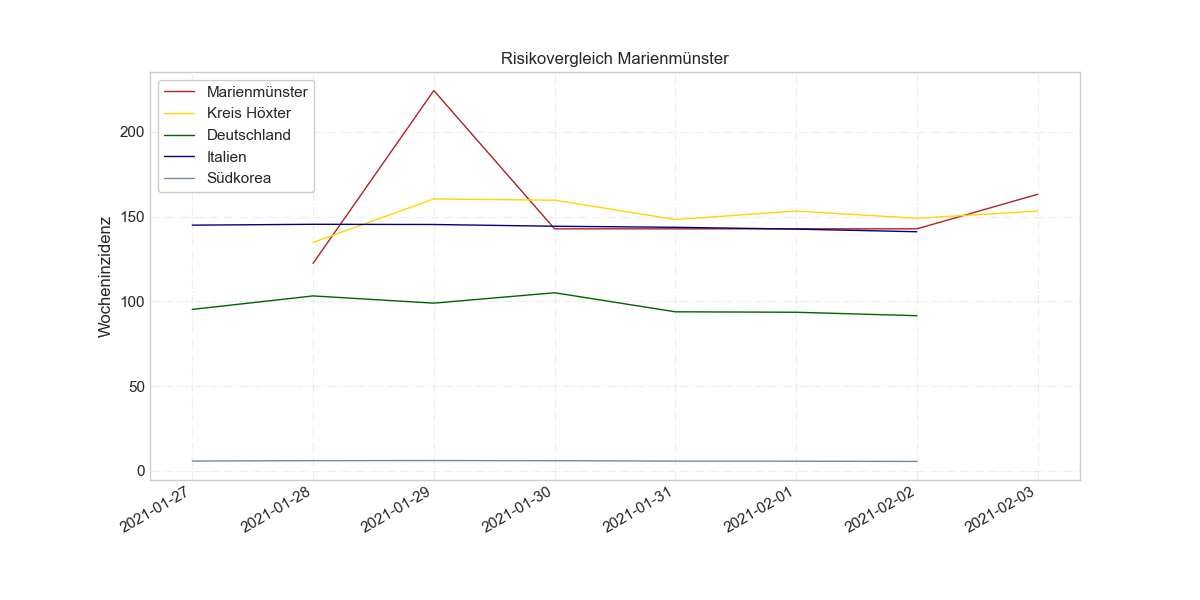 Risikovergleich Marienmünster
Marienmünster
Kreis Höxter
Deutschland
Italien
Südkorea
Wocheninzidenz
200
150
100
50
0
2021-01-27
2021-01-28
2021-01-29
2021-01-30
2021-01-31
2021-02-01
2021-02-02
2021-02-03